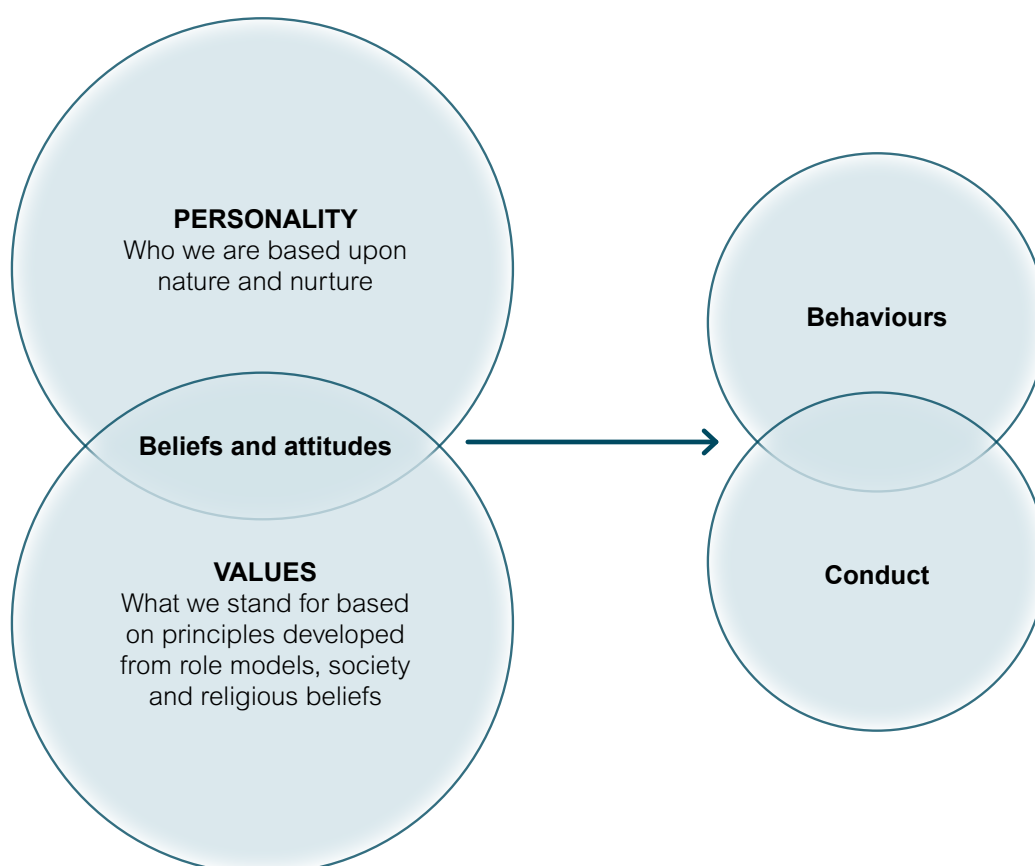 PERSONALITY
Who we are based upon
nature and nurture
Beliefs and attitudes
VALUES
What we stand for based
on principles developed
from role models, society
and religious beliefs
Behaviours
Conduct